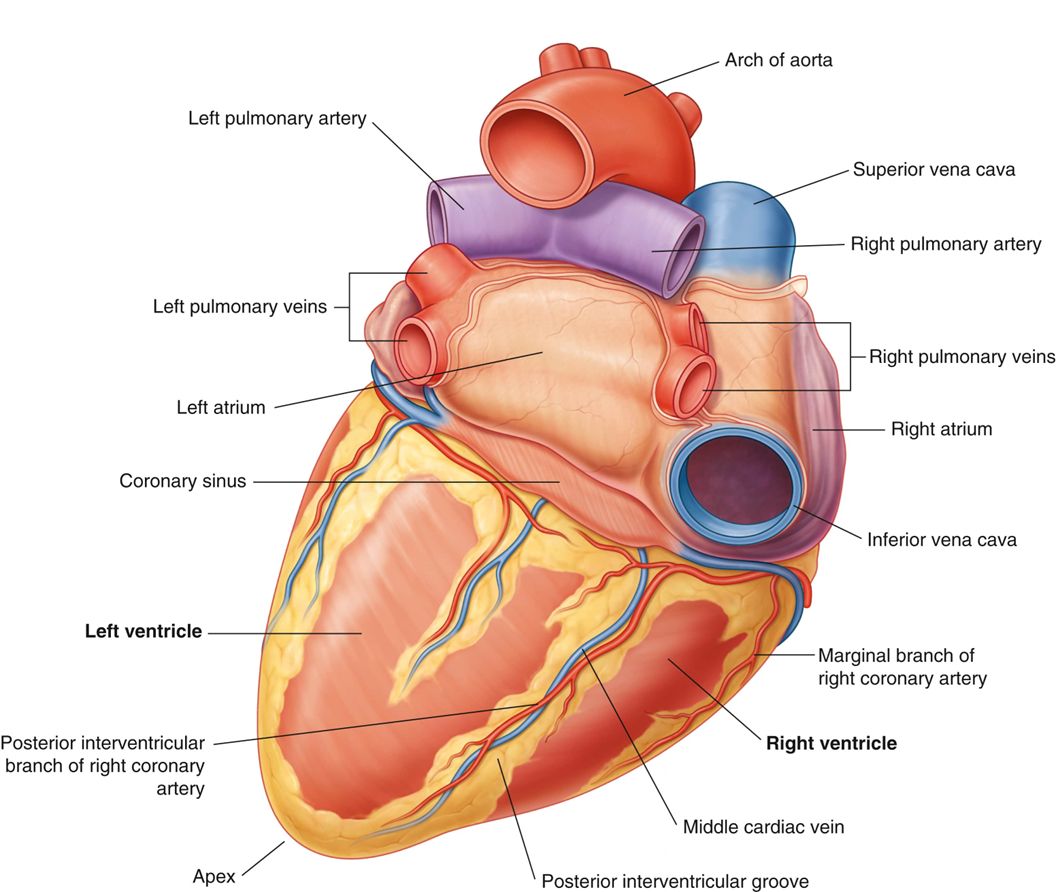 Arch of aorta
Left pulmonary artery
Superior vena cava
Right pulmonary artery
Left pulmonary veins
Right pulmonary veins
Left atrium
Right atrium
Coronary sinus
Inferior vena cava
Left ventricle
Marginal branch of
right coronary artery
Posterior interventricular
branch of right coronary
artery
Right ventricle
Middle cardiac vein
Apex
Posterior interventricular groove